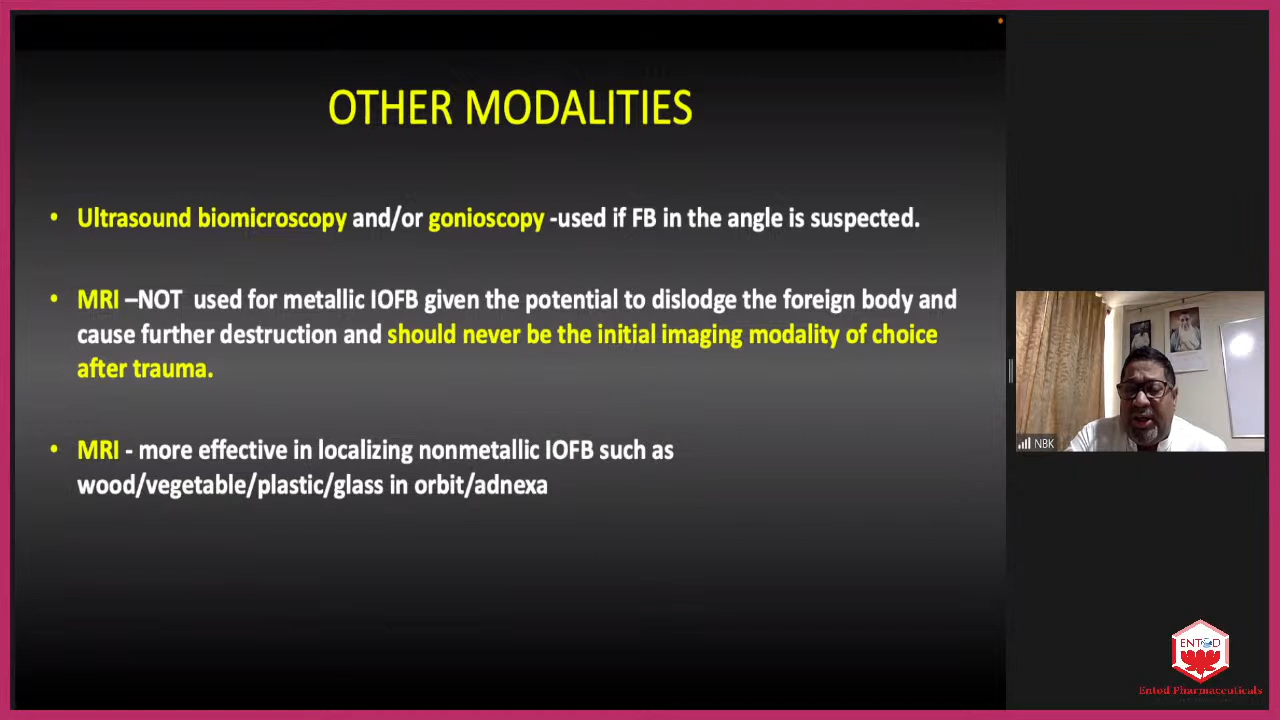 OTHER MODALITIES
• Ultrasound biomicroscopy and/or gonioscopy -used if FB in the angle is suspected.
• MRI –NOT used for metallic IOFB given the potential to dislodge the foreign body and
cause further destruction and should never be the initial imaging modality of choice
after trauma.
• MRI - more effective in localizing nonmetallic IOFB such as
wood/vegetable/plastic/glass in orbit/adnexa
NBK
ENTOD
Entod Pharmaceuticals